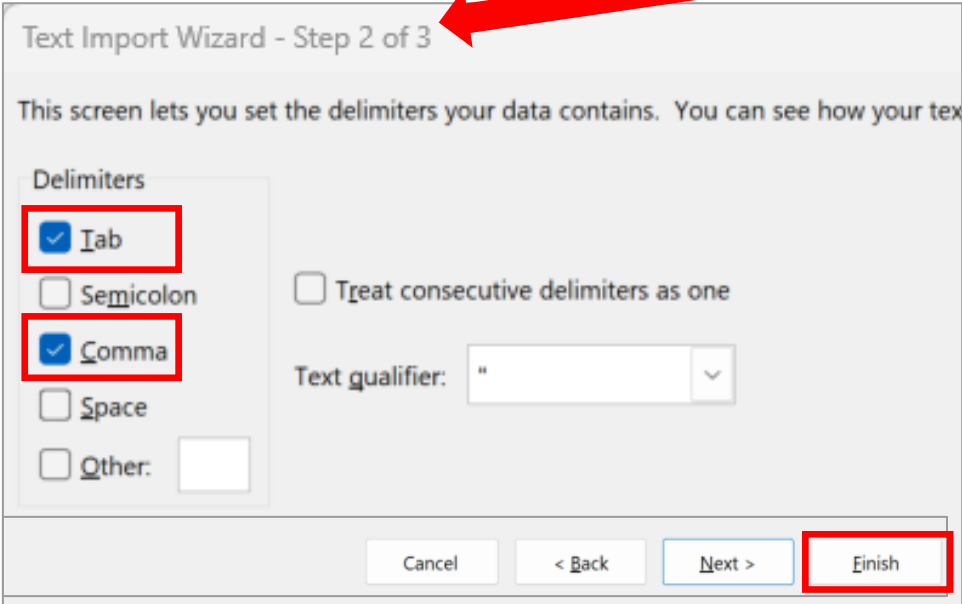 Text Import Wizard - Step 2 of 3
This screen lets you set the delimiters your data contains.  You can see how your tex
Delimiters
Tab
Semicolon
Treat consecutive delimiters as one
Comma
Text qualifier: "
Space
Other:
Cancel
< Back
Next >
Finish